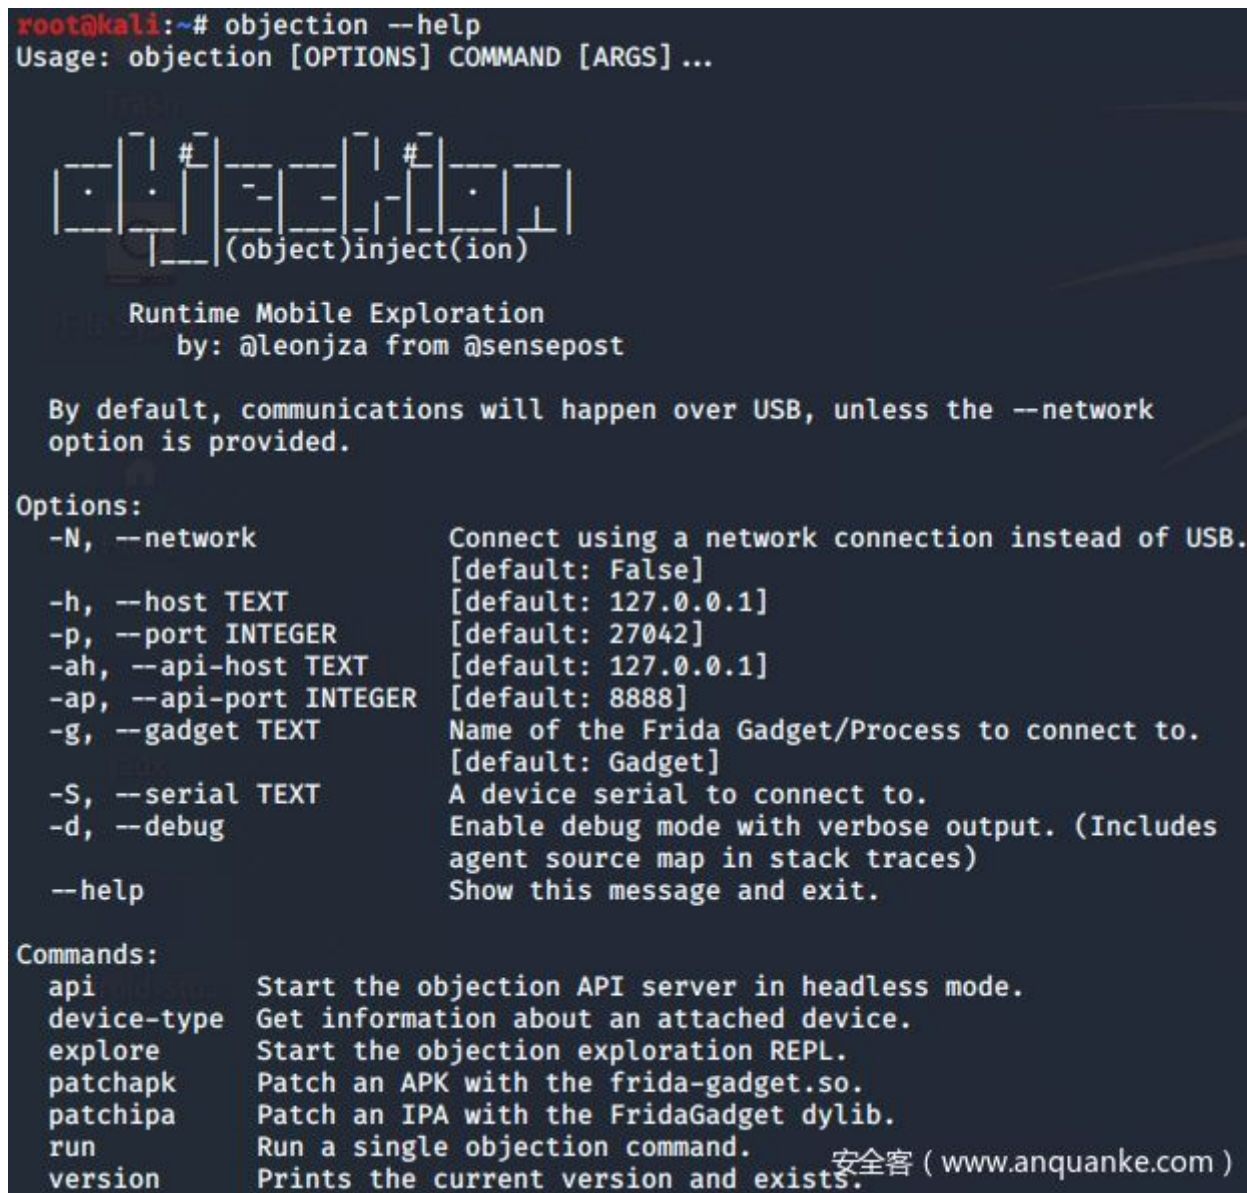 root@kali:~# objection --help
Usage: objection [OPTIONS] COMMAND [ARGS]...
(object)inject(ion)
Runtime Mobile Exploration
by: @leonjza from @sensepost
By default, communications will happen over USB, unless the --network
option is provided.
Options:
-N, --network Connect using a network connection instead of USB.
[default: False]
-h, --host TEXT [default: 127.0.0.1]
-p, --port INTEGER [default: 27042]
-ah, --api-host TEXT [default: 127.0.0.1]
-ap, --api-port INTEGER [default: 8888]
-g, --gadget TEXT Name of the Frida Gadget/Process to connect to.
[default: Gadget]
-S, --serial TEXT A device serial to connect to.
-d, --debug Enable debug mode with verbose output. (Includes
agent source map in stack traces)
--help Show this message and exit.
Commands:
api Start the objection API server in headless mode.
device-type Get information about an attached device.
explore Start the objection exploration REPL.
patchapk Patch an APK with the frida-gadget.so.
patchipa Patch an IPA with the FridaGadget dylib.
run Run a single objection command.
version Prints the current version and exists.
安全客（www.anquanke.com）